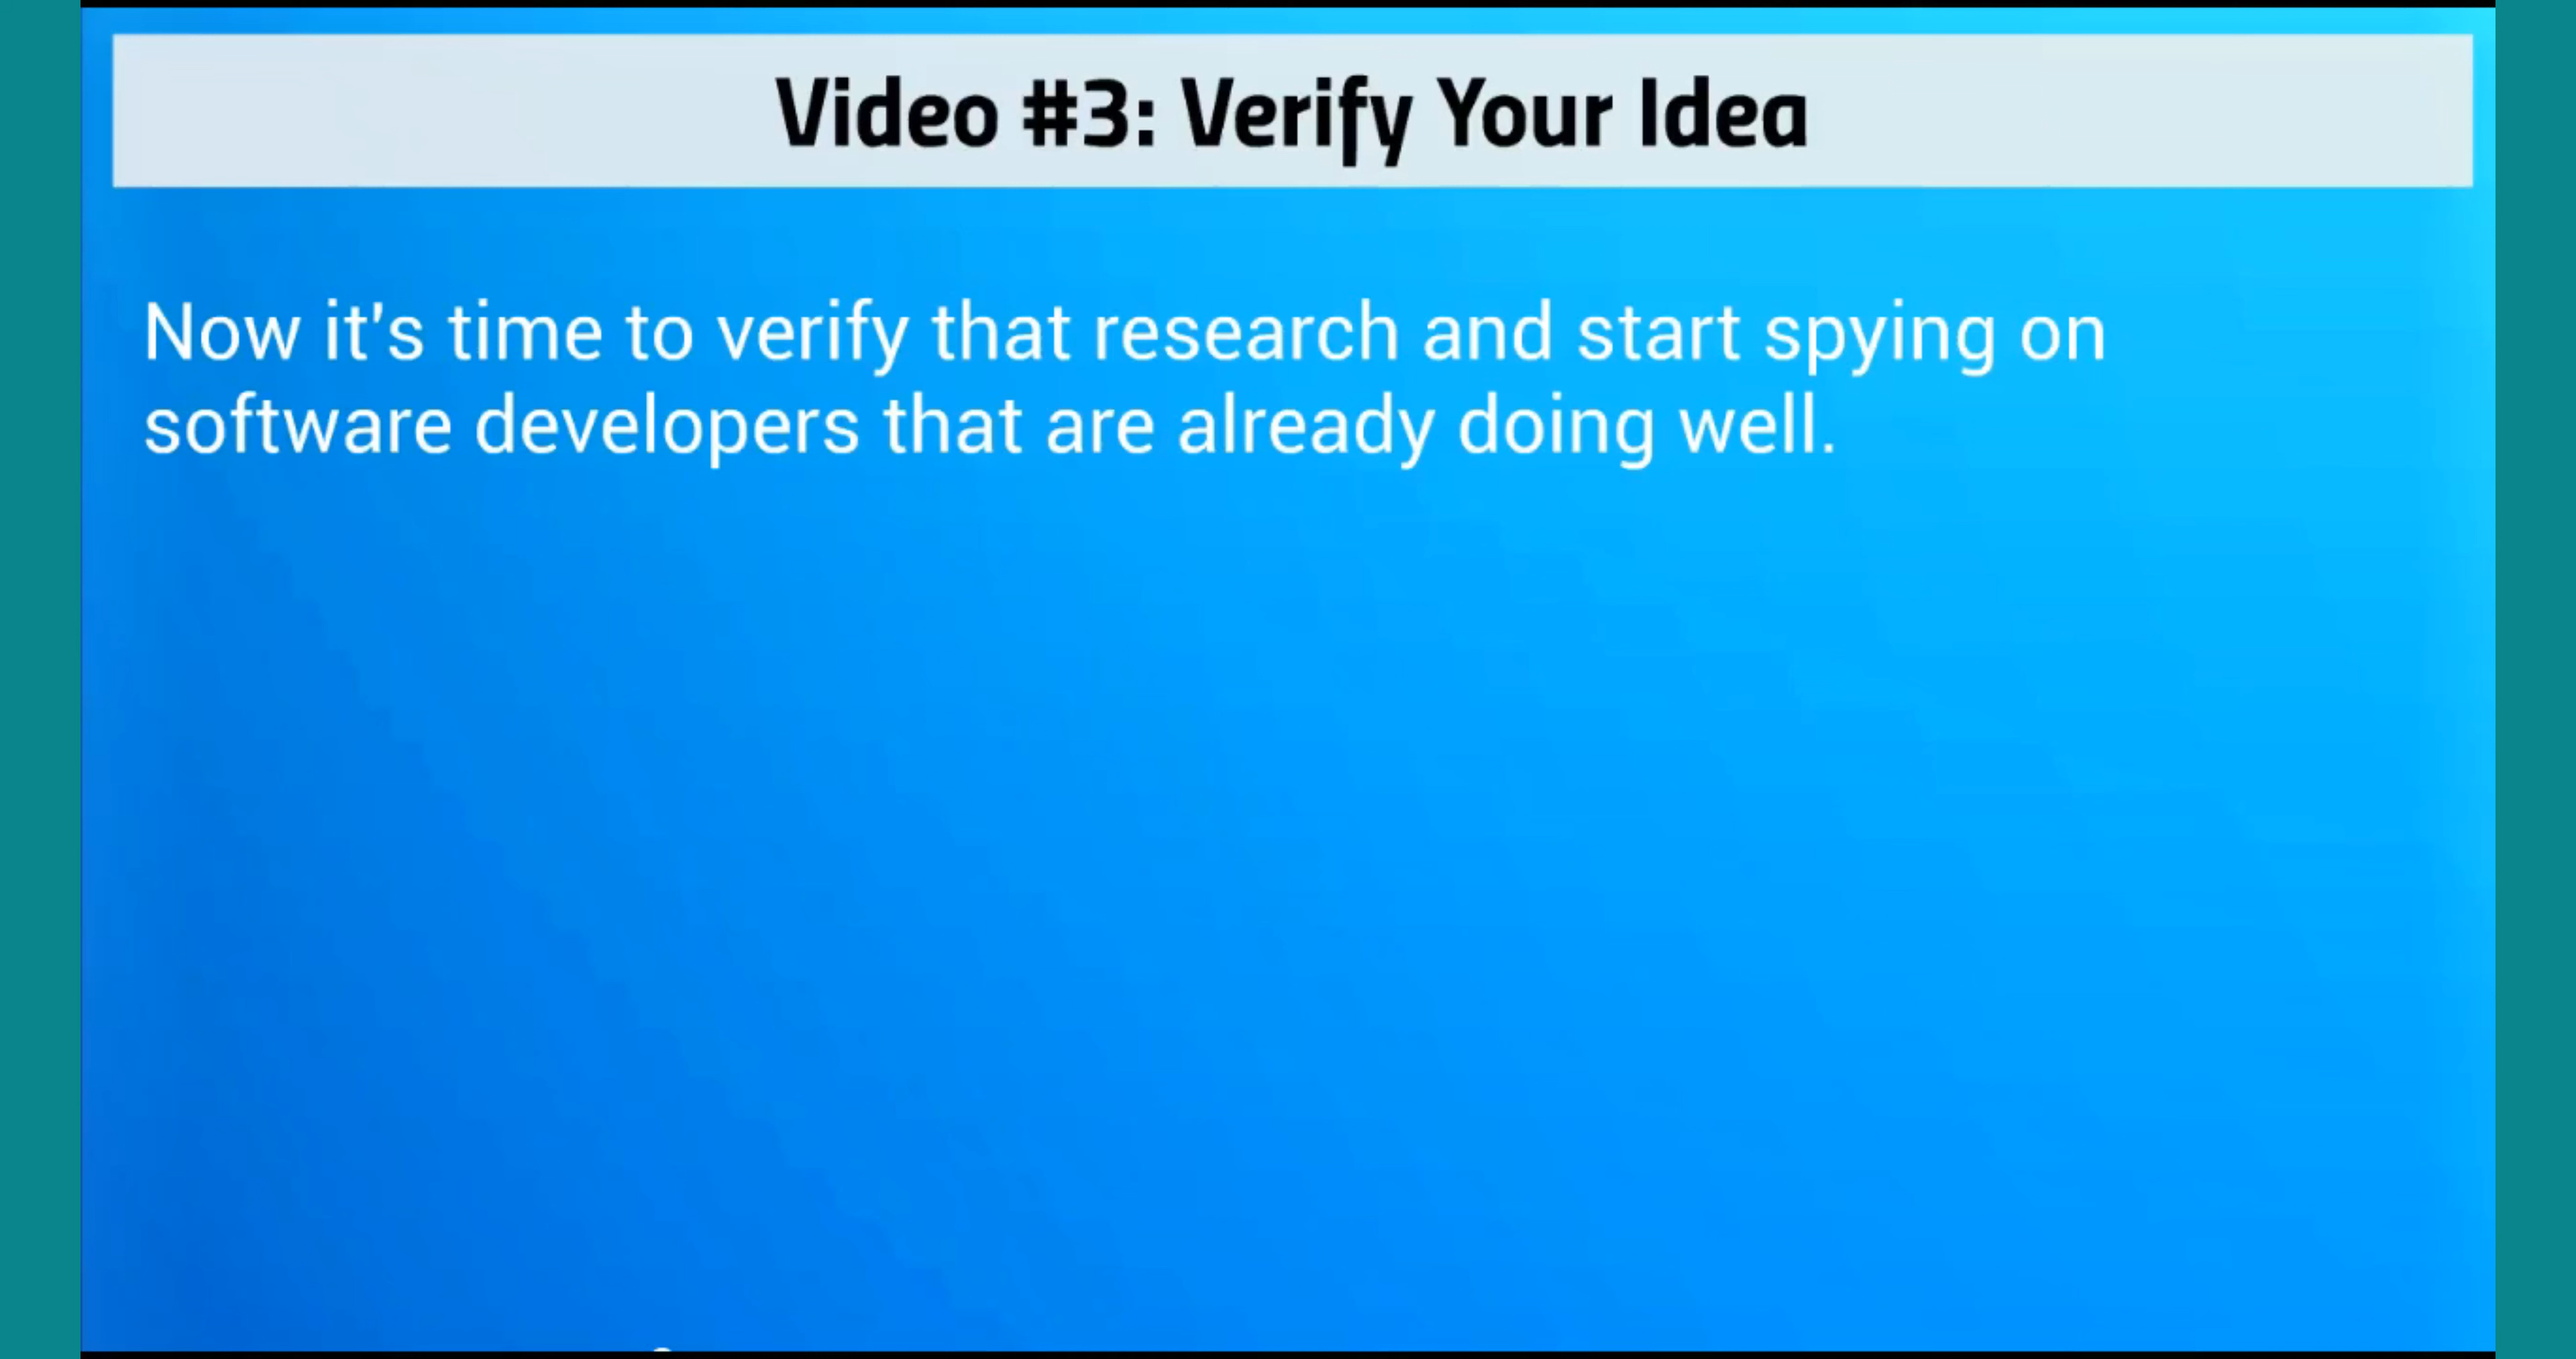 Video #3: Verify Your Idea
Now it's time to verify that research and start spying on
software developers that are already doing well.